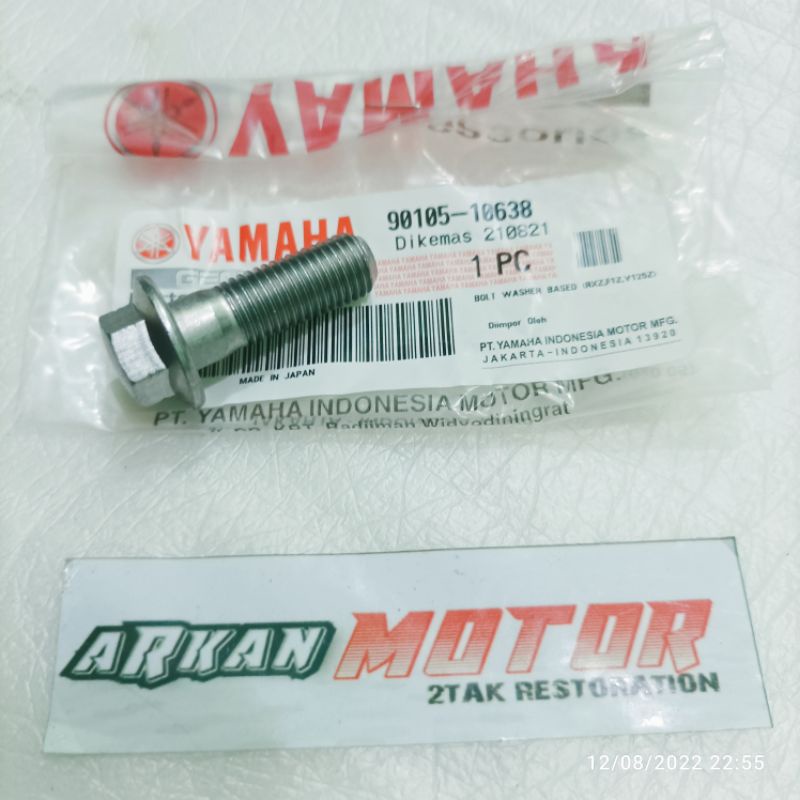 YAMAHA
YAMAHA
90105-10638
Dikemas 210821
1 PC
BOLT WASHER BASED (RXZ,F1Z,YT25Z)
Diimpor Oleh
PT. YAMAHA INDONESIA MOTOR MFG.
JAKARTA-INDONESIA 13920
MADE IN JAPAN
PT. YAMAHA INDONESIA MOTOR MFG.
ARKAN MOTOR
2TAK RESTORATION
12/08/2022 22:55